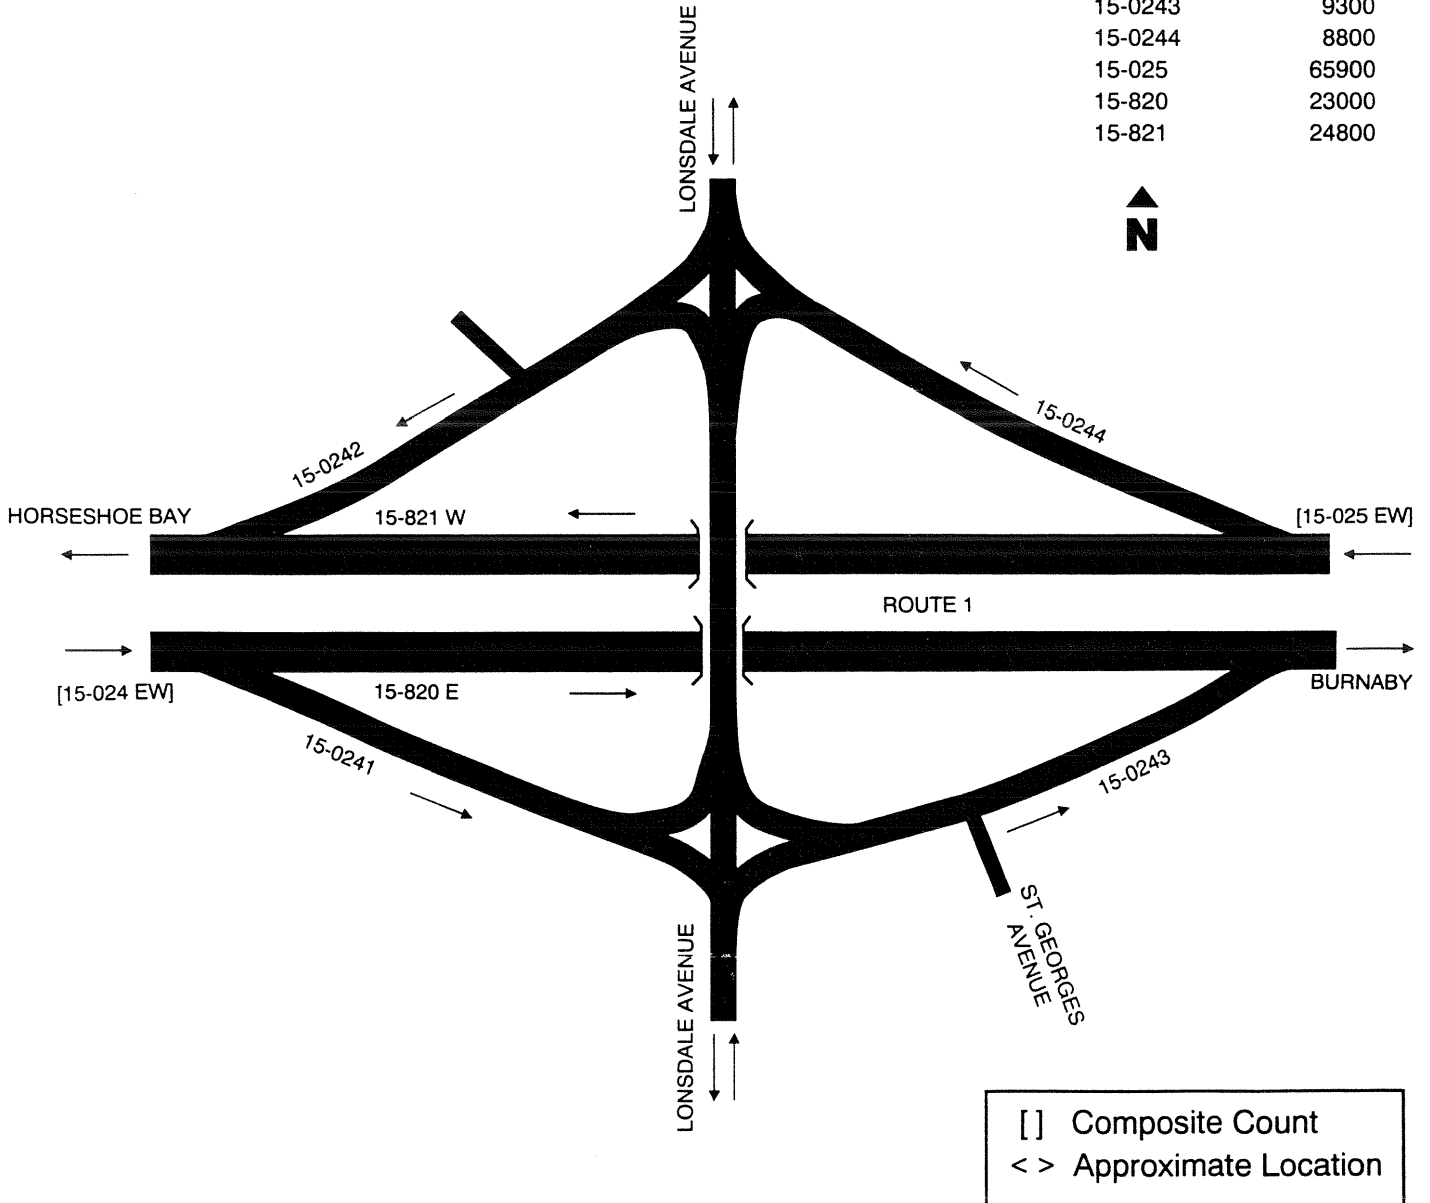 15-0243 9300
15-0244 8800
15-025 65900
15-820 23000
15-821 24800
N
LONSDALE AVENUE
15-0244
15-0242
HORSESHOE BAY
15-821 W
[15-025 EW]
ROUTE 1
[15-024 EW]
15-820 E
BURNABY
15-0241
15-0243
ST. GEORGES
AVENUE
LONSDALE AVENUE
[ ] Composite Count
< > Approximate Location